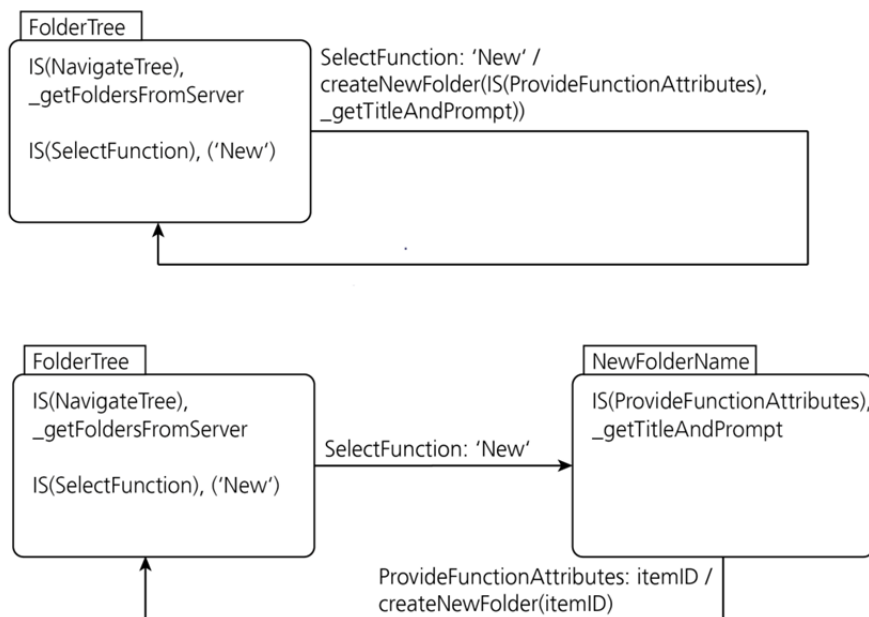 FolderTree
IS(NavigateTree),
_getFoldersFromServer
IS(SelectFunction), (‘New‘)
SelectFunction: ‘New‘ /
createNewFolder(IS(ProvideFunctionAttributes),
_getTitleAndPrompt))
FolderTree
IS(NavigateTree),
_getFoldersFromServer
IS(SelectFunction), (‘New‘)
SelectFunction: ‘New‘
NewFolderName
IS(ProvideFunctionAttributes),
_getTitleAndPrompt
ProvideFunctionAttributes: itemID /
createNewFolder(itemID)